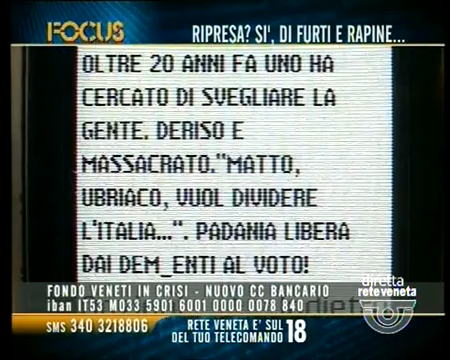 FOCUS
RIPRESA? SI', DI FURTI E RAPINE...
OLTRE 20 ANNI FA UNO HA
CERCATO DI SVEGLIARE LA
GENTE. DERISO E
MASSACRATO."MATTO,
UBRIACO, VUOL DIVIDERE
L'ITALIA...". PADANIA LIBERA
DAI DEM_ENTI AL VOTO!
diretta
reteveneta
FONDO VENETI IN CRISI - NUOVO CC BANCARIO
iban IT53 M033 5901 6001 0000 0078 840
SMS 340 3218806
RETE VENETA E' SUL
DEL TUO TELECOMANDO 18